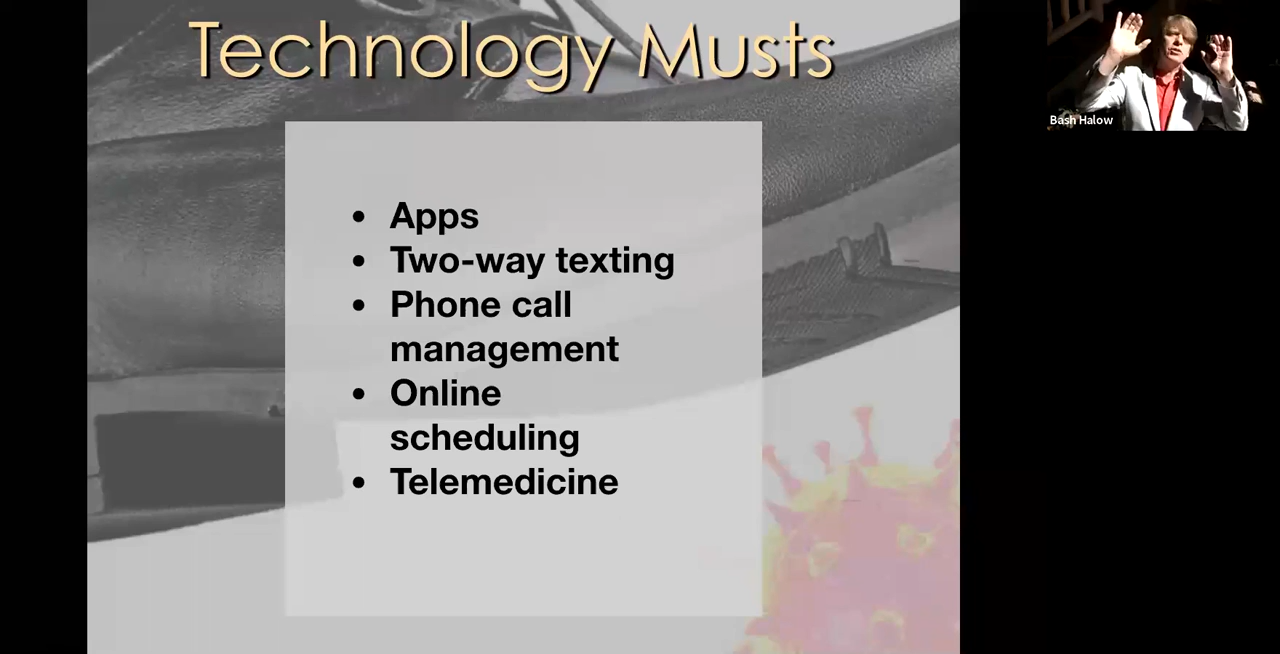 Technology Musts
Bash Halow
• Apps
• Two-way texting
• Phone call
management
• Online
scheduling
• Telemedicine